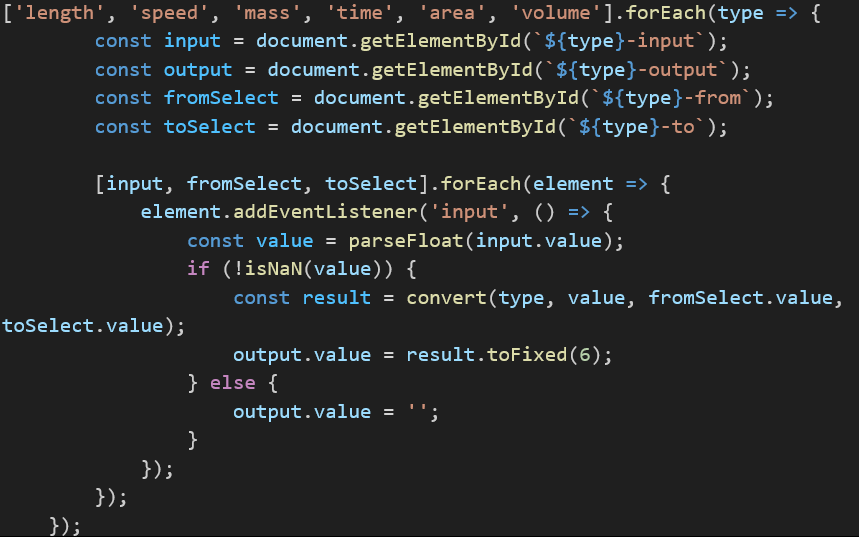 ['length', 'speed', 'mass', 'time', 'area', 'volume'].forEach(type => {
        const input = document.getElementById(`${type}-input`);
        const output = document.getElementById(`${type}-output`);
        const fromSelect = document.getElementById(`${type}-from`);
        const toSelect = document.getElementById(`${type}-to`);

        [input, fromSelect, toSelect].forEach(element => {
            element.addEventListener('input', () => {
                const value = parseFloat(input.value);
                if (!isNaN(value)) {
                    const result = convert(type, value, fromSelect.value,
toSelect.value);
                    output.value = result.toFixed(6);
                } else {
                    output.value = '';
                }
            });
        });
    });